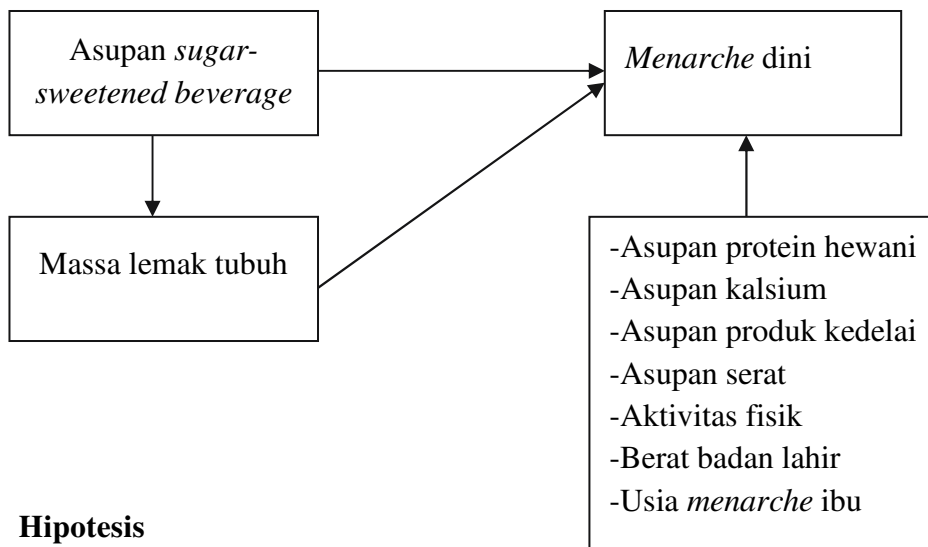 Asupan sugar-
sweetened beverage
Menarche dini
Massa lemak tubuh
-Asupan protein hewani
-Asupan kalsium
-Asupan produk kedelai
-Asupan serat
-Aktivitas fisik
-Berat badan lahir
-Usia menarche ibu
Hipotesis